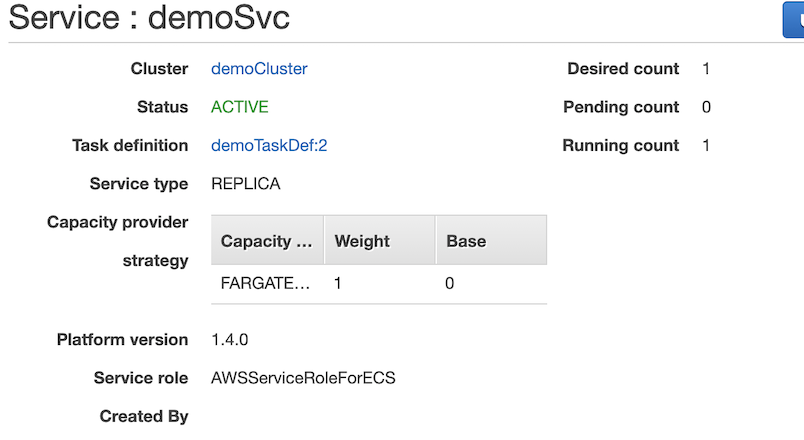 Service : demoSvc
Cluster demoCluster Desired count 1
Status ACTIVE Pending count 0
Task definition demoTaskDef:2 Running count 1
Service type REPLICA
Capacity provider
strategy
Capacity ... Weight Base
FARGATE... 1 0
Platform version 1.4.0
Service role AWSServiceRoleForECS
Created By